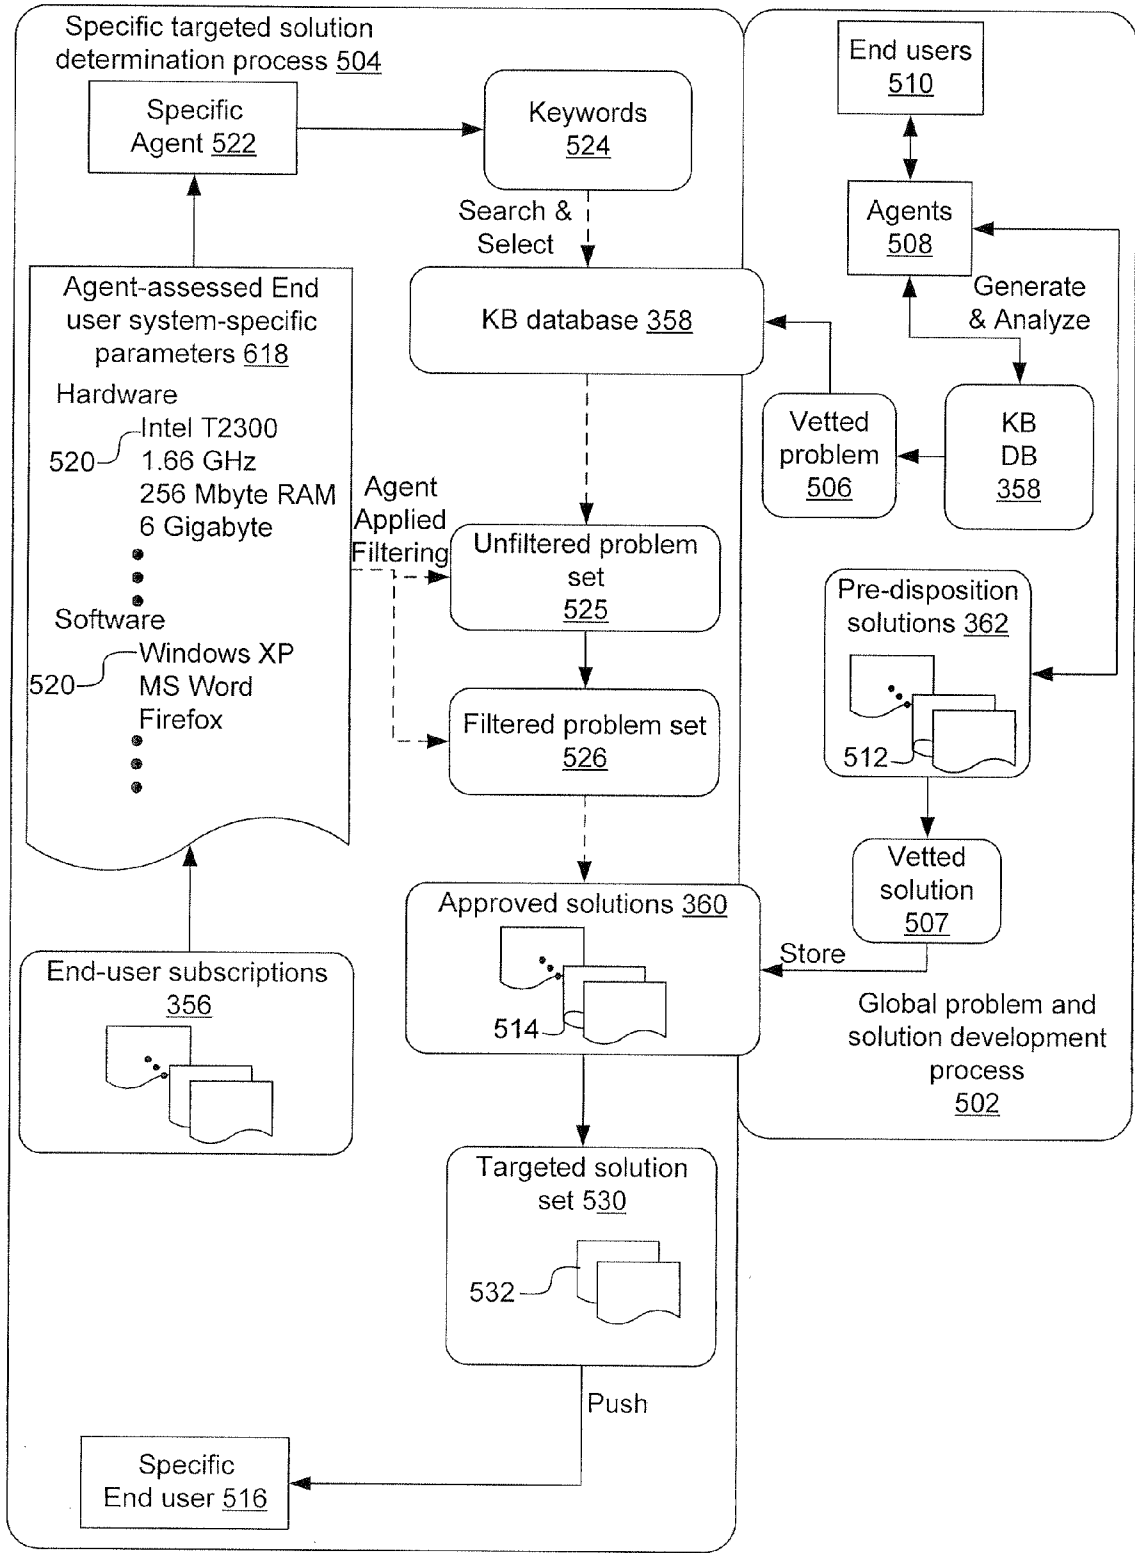 Specific targeted solution
determination process 504
Specific
Agent 522
Keywords
524
Search &
Select
Agent-assessed End
user system-specific
parameters 618
Hardware
Intel T2300
520
1.66 GHz
256 Mbyte RAM
6 Gigabyte
Software
Windows XP
520
MS Word
Firefox
KB database 358
Agent
Applied
Filtering
Unfiltered problem
set
525
Filtered problem set
526
Approved solutions 360
514
End-user subscriptions
356
Targeted solution
set 530
532
Push
Specific
End user 516
End users
510
Agents
508
Generate
& Analyze
Vetted
problem
506
KB
DB
358
Pre-disposition
solutions 362
512
Vetted
solution
507
Store
Global problem and
solution development
process
502